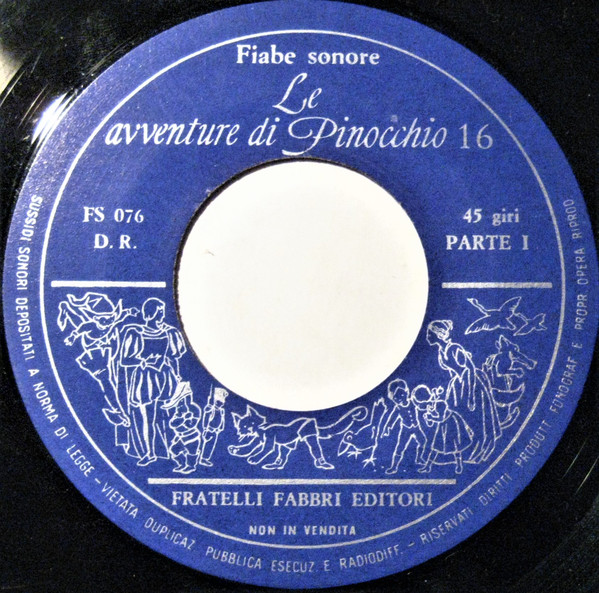 Fiabe sonore
Le
avventure di Pinocchio 16
FS 076
D. R.
45 giri
PARTE I
FRATELLI FABBRI EDITORI
NON IN VENDITA
SUSSIDI SONORI DEPOSITATI A NORMA DI LEGGE - VIETATA DUPLICAZ. PUBBLICA ESECUZ. E RADIODIFF. - RISERVATI DIRITTI PRODUTT. FONOGRAF. E PROPR. OPERA RIPROD.